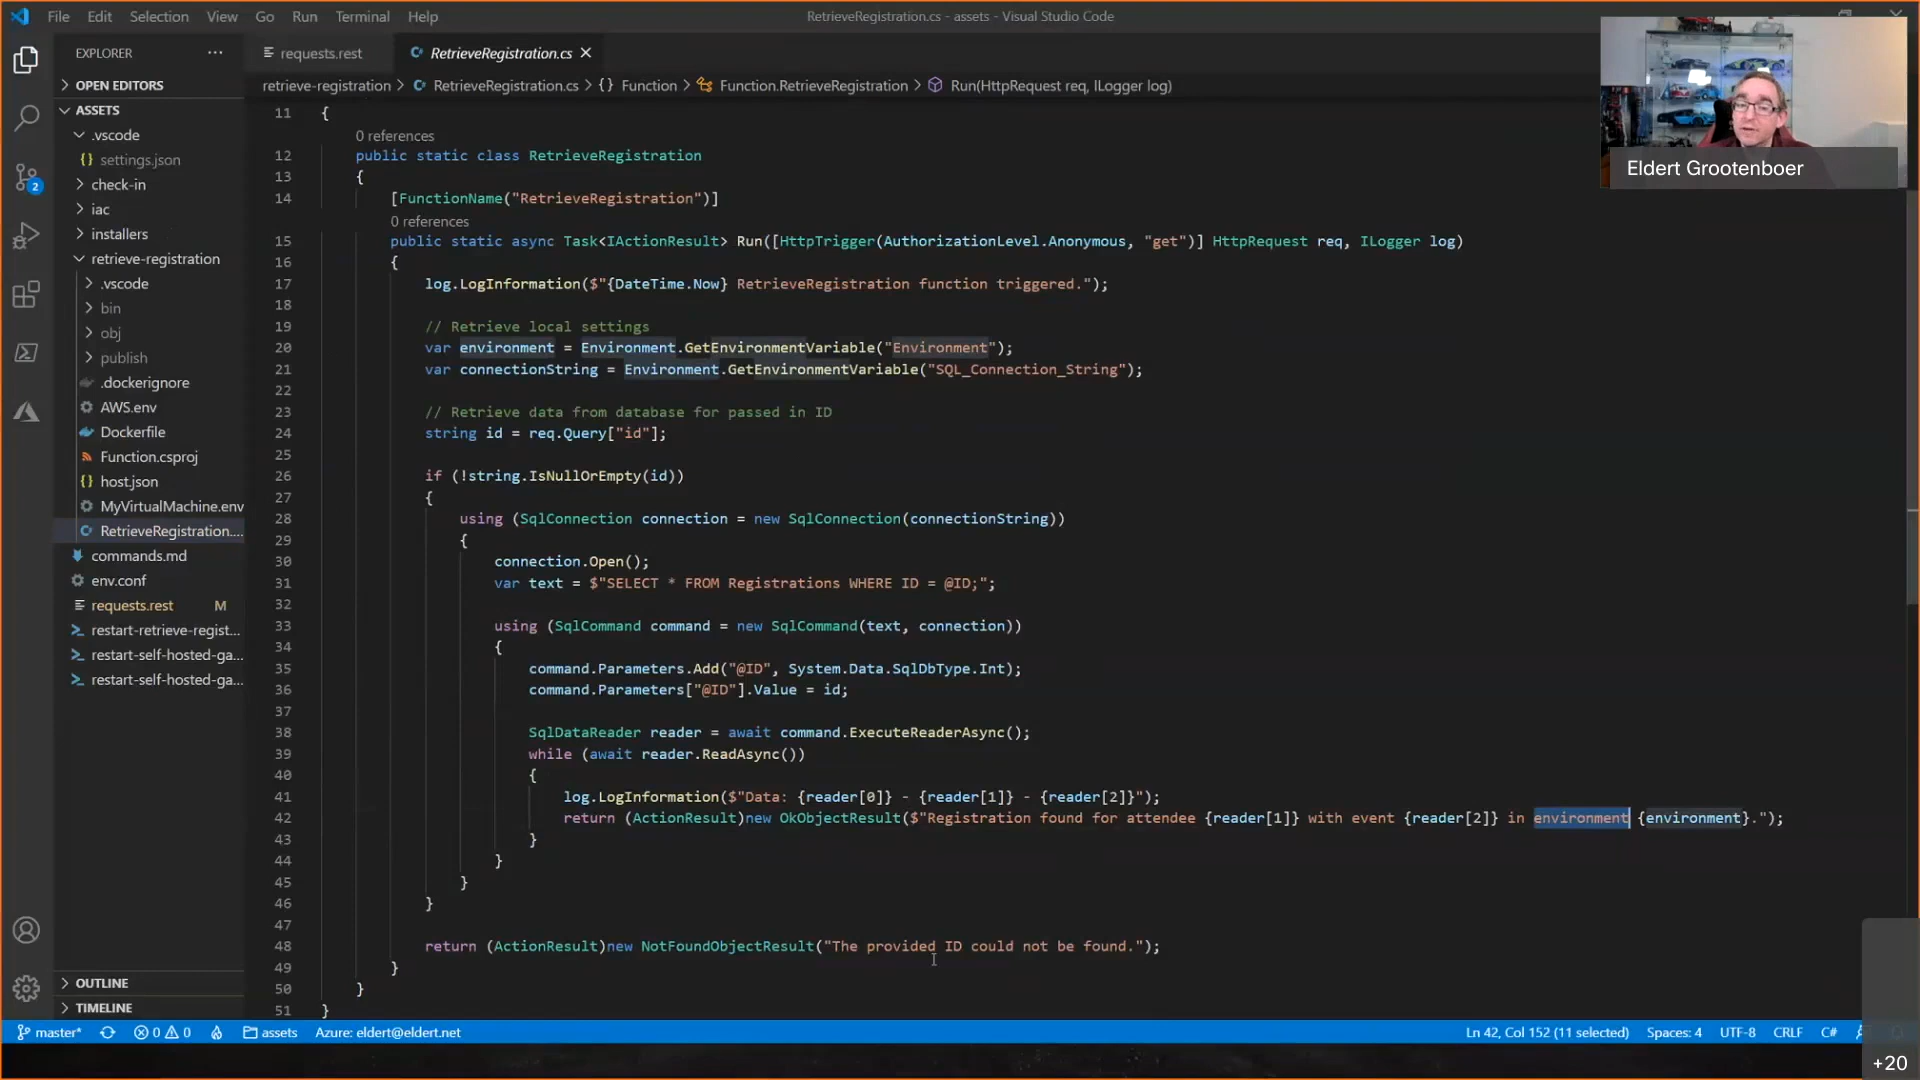 File Edit Selection View Go Run Terminal Help
RetrieveRegistration.cs - assets - Visual Studio Code
EXPLORER
OPEN EDITORS
ASSETS
.vscode
settings.json
check-in
iac
installers
retrieve-registration
.vscode
bin
obj
publish
.dockerignore
AWS.env
Dockerfile
Function.csproj
host.json
MyVirtualMachine.env
RetrieveRegistration....
commands.md
env.conf
requests.rest M
restart-retrieve-regist...
restart-self-hosted-ga...
restart-self-hosted-ga...
OUTLINE
TIMELINE
2
requests.rest
RetrieveRegistration.cs
retrieve-registration > RetrieveRegistration.cs > {} Function > Function.RetrieveRegistration > Run(HttpRequest req, ILogger log)
11 {
0 references
12 public static class RetrieveRegistration
13 {
14 [FunctionName("RetrieveRegistration")]
0 references
15 public static async Task<IActionResult> Run([HttpTrigger(AuthorizationLevel.Anonymous, "get")] HttpRequest req, ILogger log)
16 {
17 log.LogInformation($"{DateTime.Now} RetrieveRegistration function triggered.");
18
19 // Retrieve local settings
20 var environment = Environment.GetEnvironmentVariable("Environment");
21 var connectionString = Environment.GetEnvironmentVariable("SQL_Connection_String");
22
23 // Retrieve data from database for passed in ID
24 string id = req.Query["id"];
25
26 if (!string.IsNullOrEmpty(id))
27 {
28 using (SqlConnection connection = new SqlConnection(connectionString))
29 {
30 connection.Open();
31 var text = $"SELECT * FROM Registrations WHERE ID = @ID;";
32
33 using (SqlCommand command = new SqlCommand(text, connection))
34 {
35 command.Parameters.Add("@ID", System.Data.SqlDbType.Int);
36 command.Parameters["@ID"].Value = id;
37
38 SqlDataReader reader = await command.ExecuteReaderAsync();
39 while (await reader.ReadAsync())
40 {
41 log.LogInformation($"Data: {reader[0]} - {reader[1]} - {reader[2]}");
42 return (ActionResult)new OkObjectResult($"Registration found for attendee {reader[1]} with event {reader[2]} in environment {environment}.");
43 }
44 }
45 }
46 }
47
48 return (ActionResult)new NotFoundObjectResult("The provided ID could not be found.");
49 }
50 }
51 }
Eldert Grootenboer
master* 0 0 assets Azure: eldert@eldert.net
Ln 42, Col 152 (11 selected) Spaces: 4 UTF-8 CRLF C#
+20